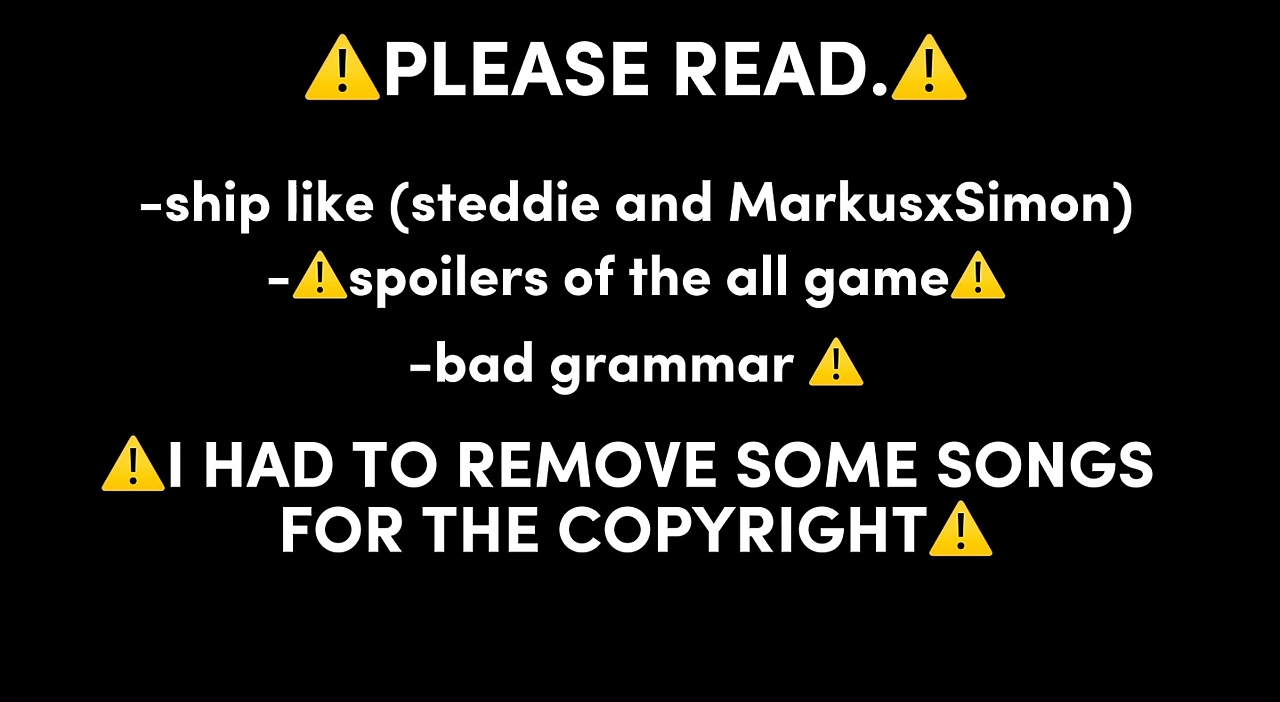 ⚠️PLEASE READ.⚠️
-ship like (steddie and MarkusxSimon)
-⚠️spoilers of the all game⚠️
-bad grammar ⚠️
⚠️I HAD TO REMOVE SOME SONGS
FOR THE COPYRIGHT⚠️